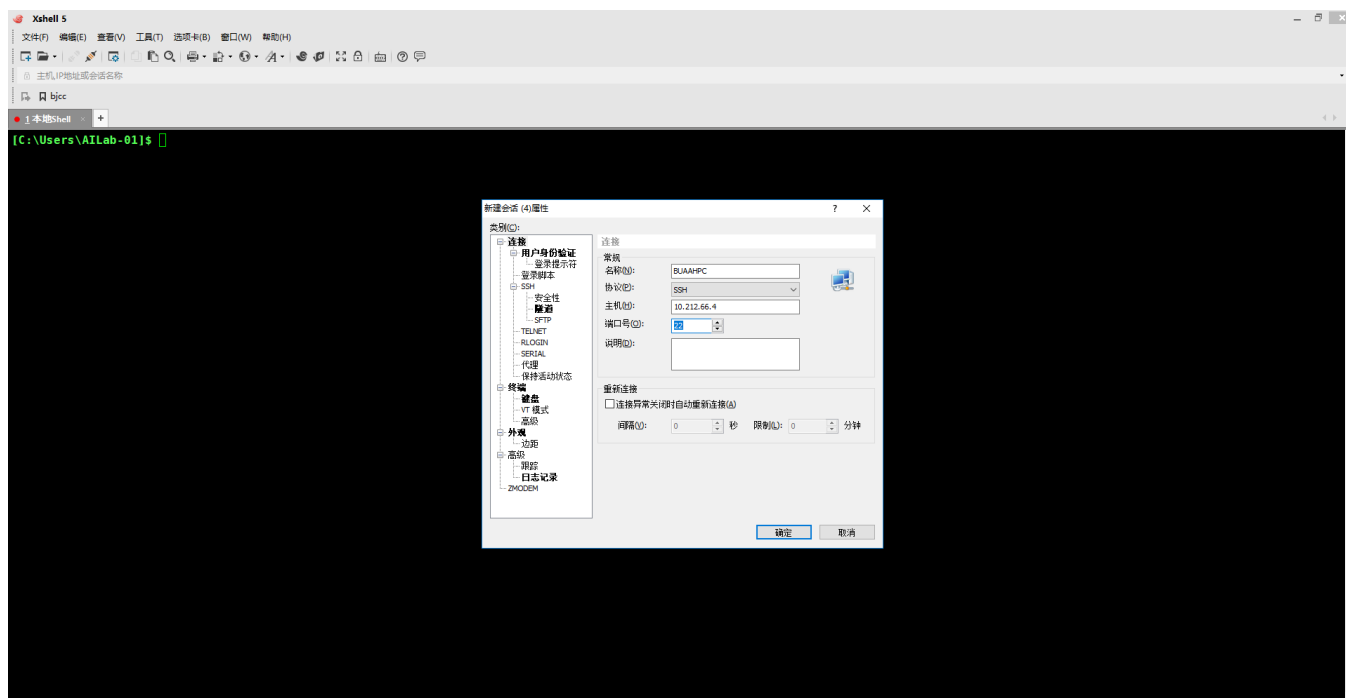 Xshell 5
文件(F) 编辑(E) 查看(V) 工具(T) 选项卡(B) 窗口(W) 帮助(H)
主机,IP地址或会话名称
bjcc
1 本地Shell × +
[C:\Users\AILab-01]$
新建会话 (4)属性 ? ×
类别(C):
连接
用户身份验证
登录提示符
登录脚本
SSH
安全性
隧道
SFTP
TELNET
RLOGIN
SERIAL
代理
保持活动状态
终端
键盘
VT 模式
高级
外观
边距
高级
跟踪
日志记录
ZMODEM
连接
常规
名称(N): BUAAHPC
协议(P): SSH
主机(H): 10.212.66.4
端口号(O): 22
说明(D):
重新连接
连接异常关闭时自动重新连接(A)
间隔(V): 0 秒 限制(L): 0 分钟
确定 取消